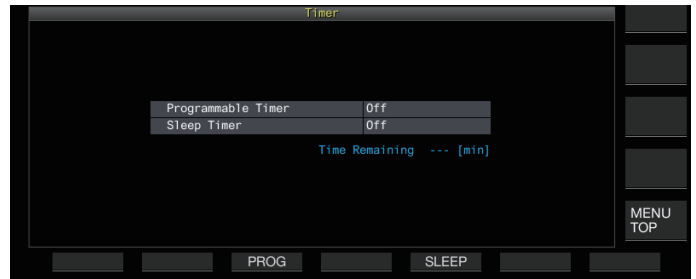 Timer
Programmable Timer Off
Sleep Timer Off
Time Remaining --- [min]
MENU
TOP
PROG SLEEP